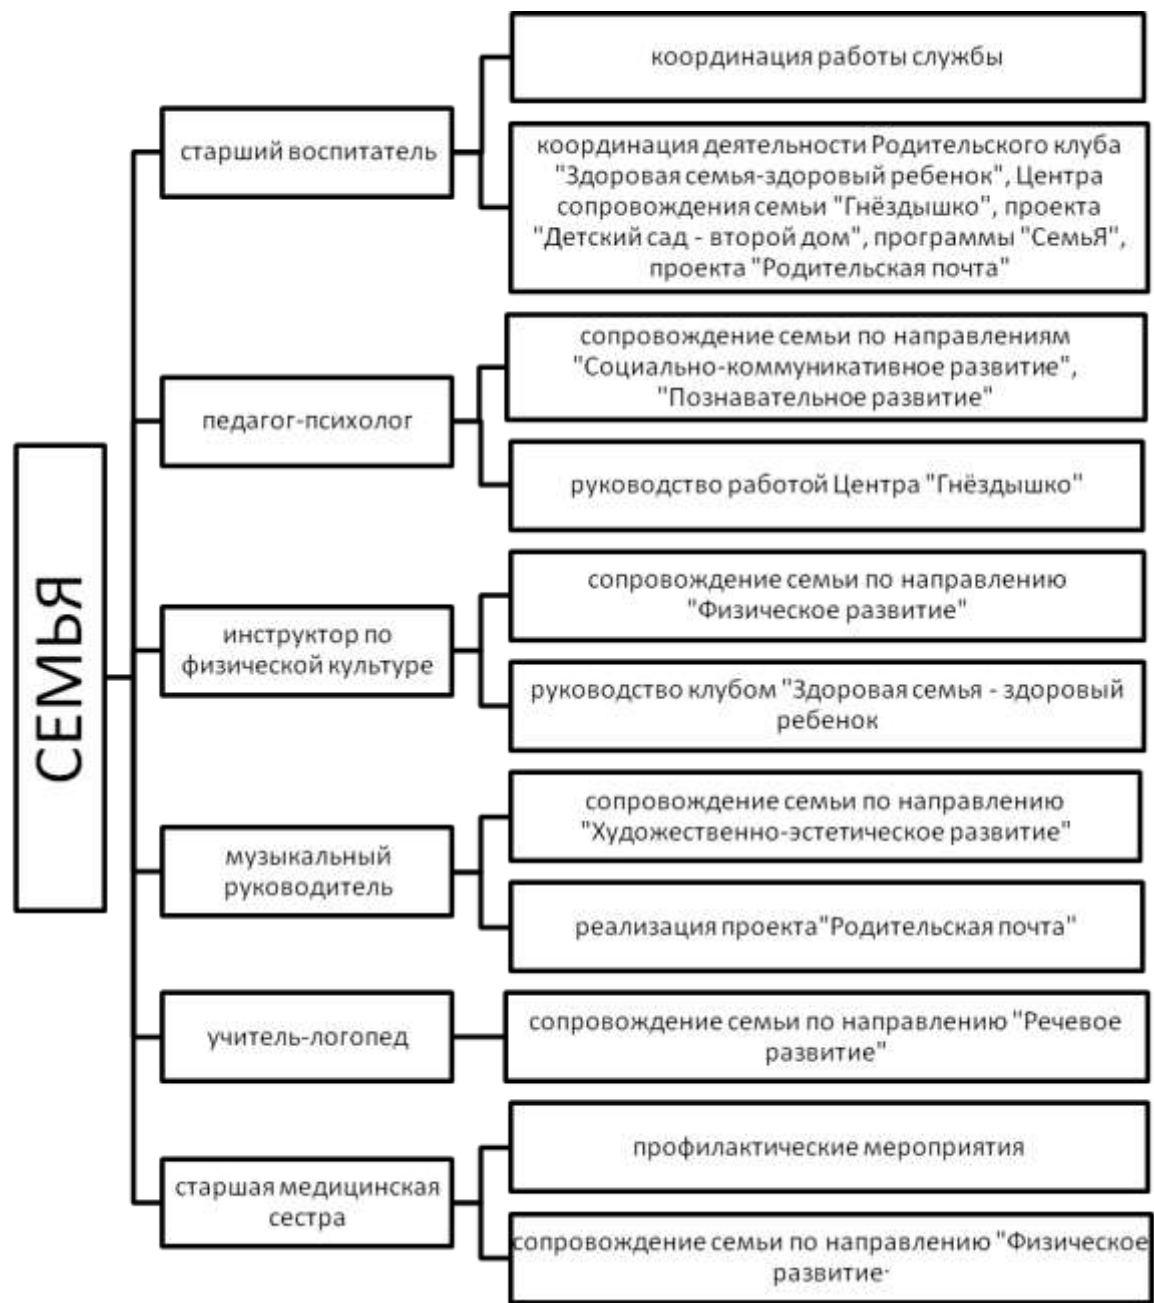 СЕМЬЯ
старший воспитатель
координация работы службы
координация деятельности Родительского клуба
"Здоровая семья-здоровый ребенок", Центра
сопровождения семьи "Гнёздышко", проекта
"Детский сад - второй дом", программы "СемьЯ",
проекта "Родительская почта"
педагог-психолог
сопровождение семьи по направлениям
"Социально-коммуникативное развитие",
"Познавательное развитие"
руководство работой Центра "Гнёздышко"
инструктор по
физической культуре
сопровождение семьи по направлению
"Физическое развитие"
руководство клубом "Здоровая семья - здоровый
ребенок
музыкальный
руководитель
сопровождение семьи по направлению
"Художественно-эстетическое развитие"
реализация проекта"Родительская почта"
учитель-логопед
сопровождение семьи по направлению "Речевое
развитие"
старшая медицинская
сестра
профилактические мероприятия
сопровождение семьи по направлению "Физическое
развитие·